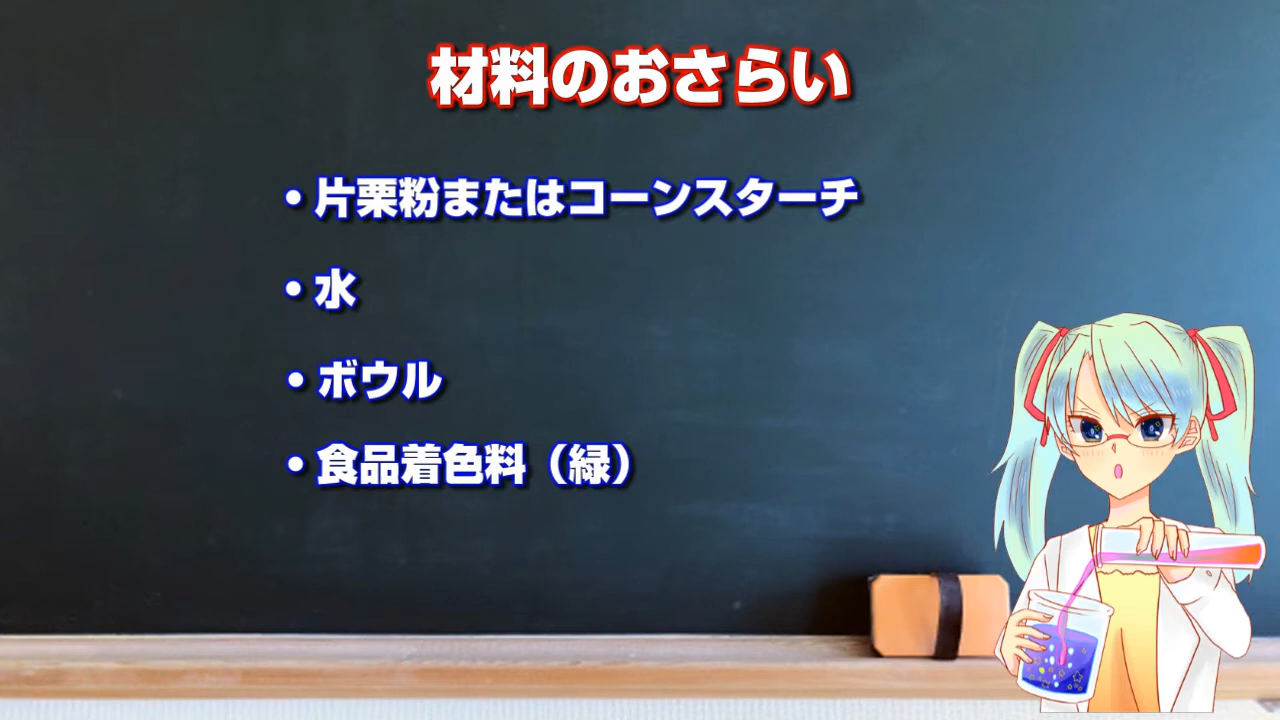 材料のおさらい
・片栗粉またはコーンスターチ
・水
・ボウル
・食品着色料（緑）